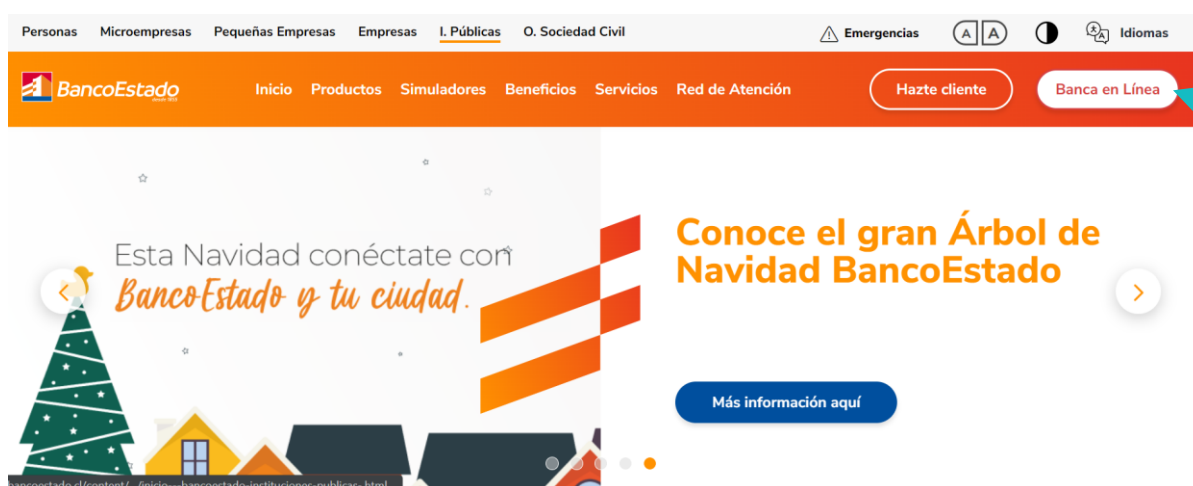 Personas Microempresas Pequeñas Empresas Empresas I. Públicas O. Sociedad Civil Emergencias A A Idiomas
BancoEstado Inicio Productos Simuladores Beneficios Servicios Red de Atención Hazte cliente Banca en Línea
Esta Navidad conéctate con
BancoEstado y tu ciudad.
Conoce el gran Árbol de
Navidad BancoEstado
Más información aquí